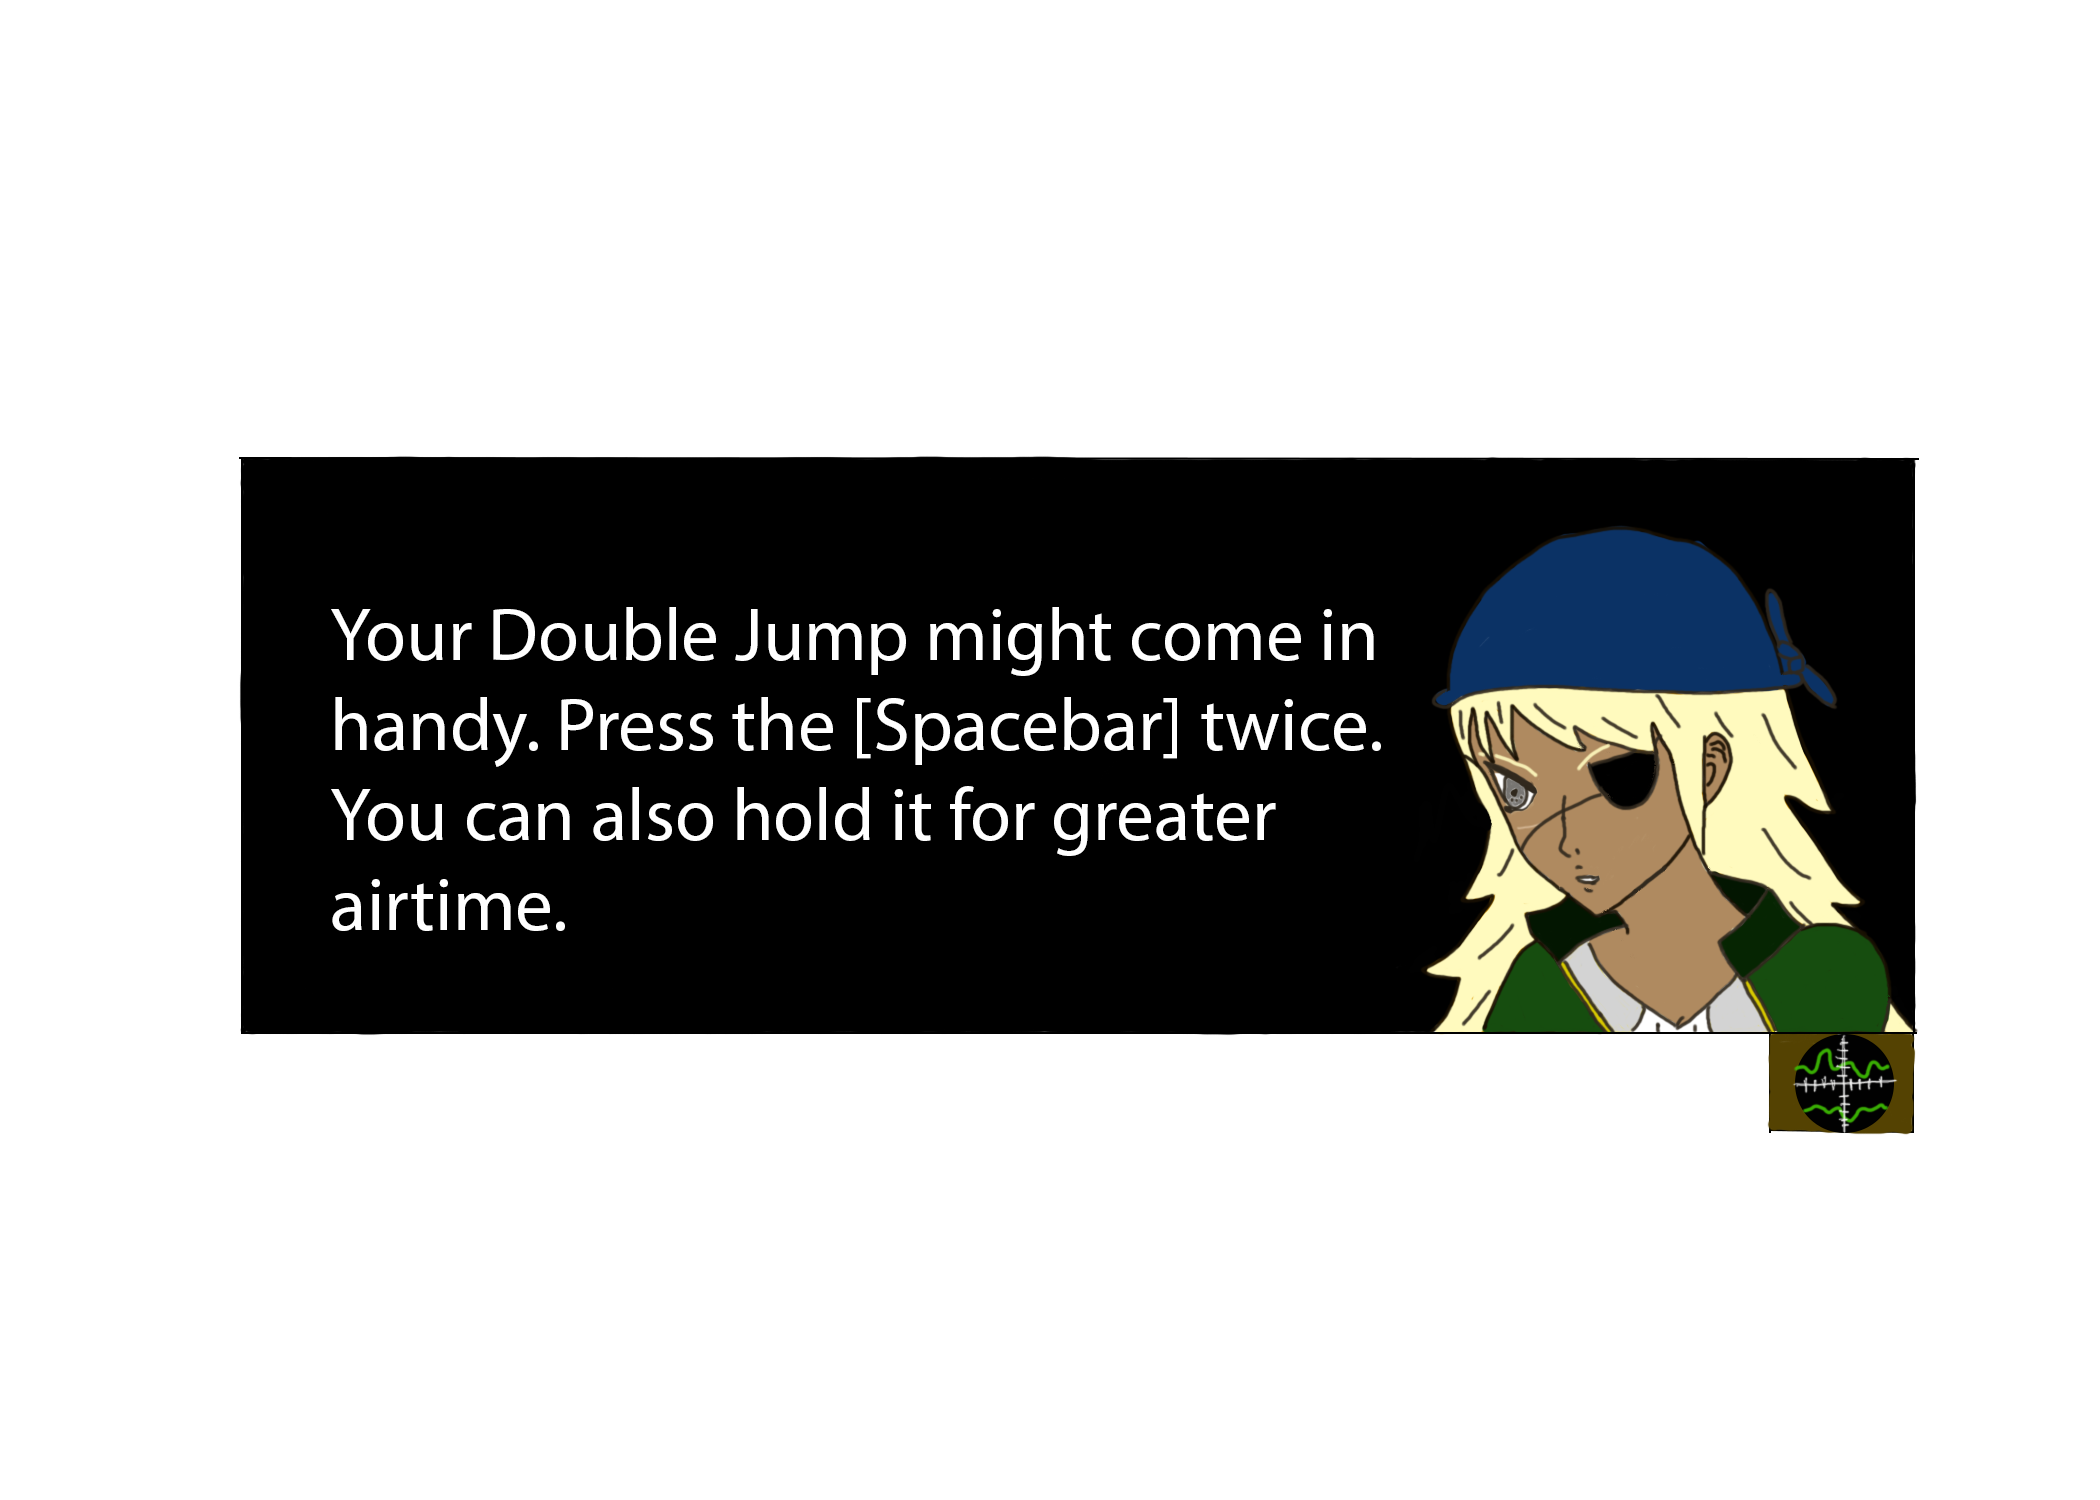 Your Double Jump might come in
handy. Press the [Spacebar] twice.
You can also hold it for greater
airtime.